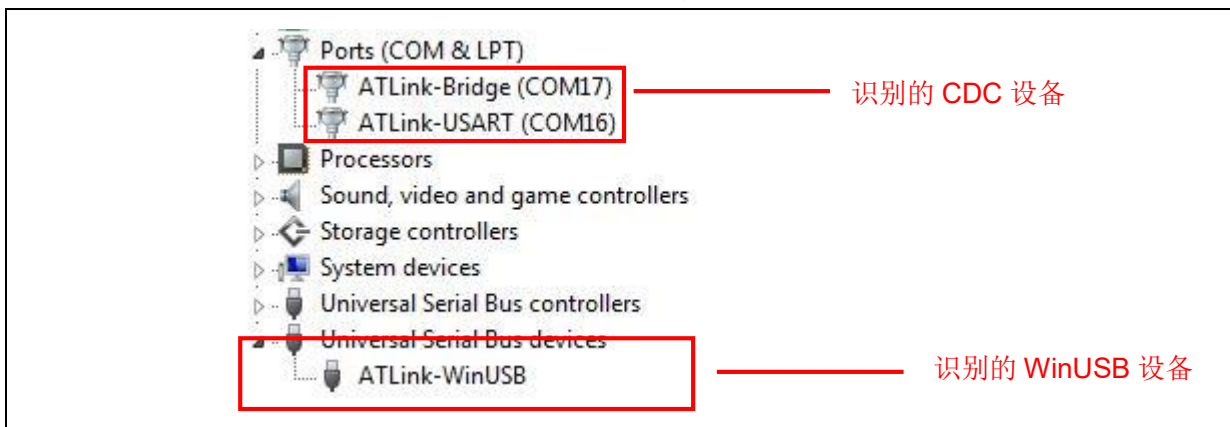 Ports (COM & LPT)
ATLink-Bridge (COM17)
识别的 CDC 设备
ATLink-USART (COM16)
Processors
Sound, video and game controllers
Storage controllers
System devices
Universal Serial Bus controllers
Universal Serial Bus devices
ATLink-WinUSB
识别的 WinUSB 设备